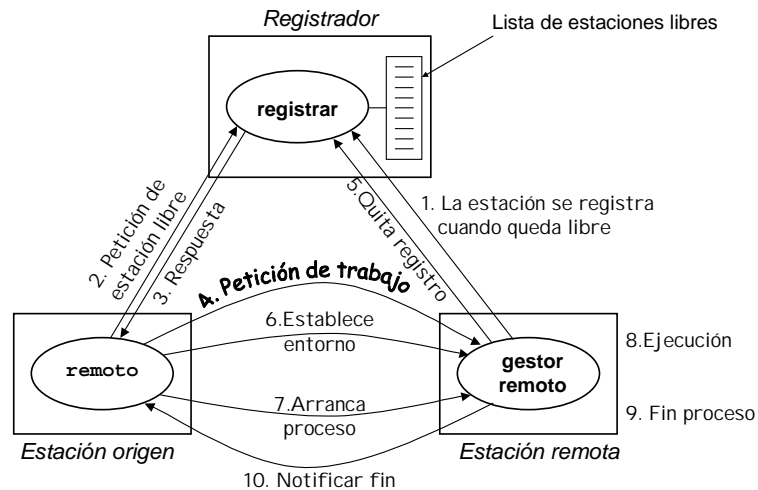 Registrador
Lista de estaciones libres
registrar
1. La estación se registra
cuando queda libre
5.Quita registro
2. Petición de
estación libre
3. Respuesta
4. Petición de trabajo
6.Establece
entorno
remoto
gestor
remoto
8.Ejecución
7.Arranca
proceso
9. Fin proceso
Estación origen
Estación remota
10. Notificar fin